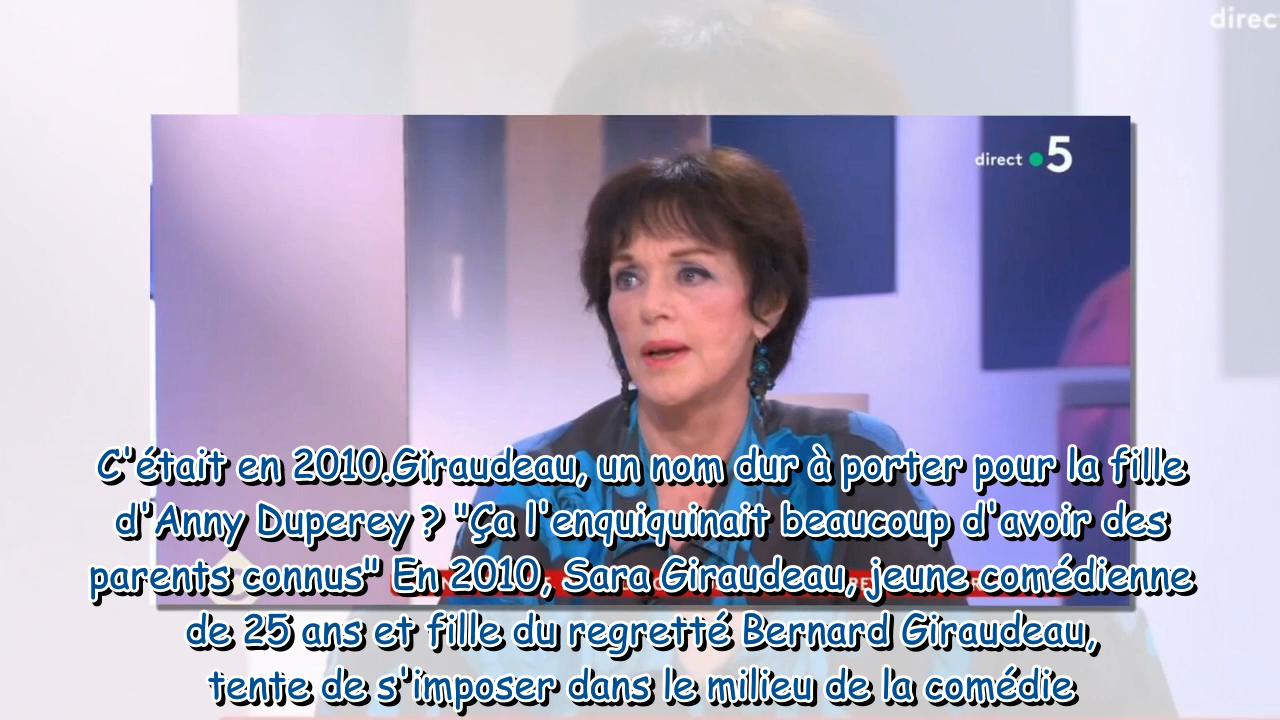 direc
direct 5
C'était en 2010.Giraudeau, un nom dur à porter pour la fille
d'Anny Duperey ? "Ça l'enquiquinait beaucoup d'avoir des
parents connus" En 2010, Sara Giraudeau, jeune comédienne
de 25 ans et fille du regretté Bernard Giraudeau,
tente de s'imposer dans le milieu de la comédie